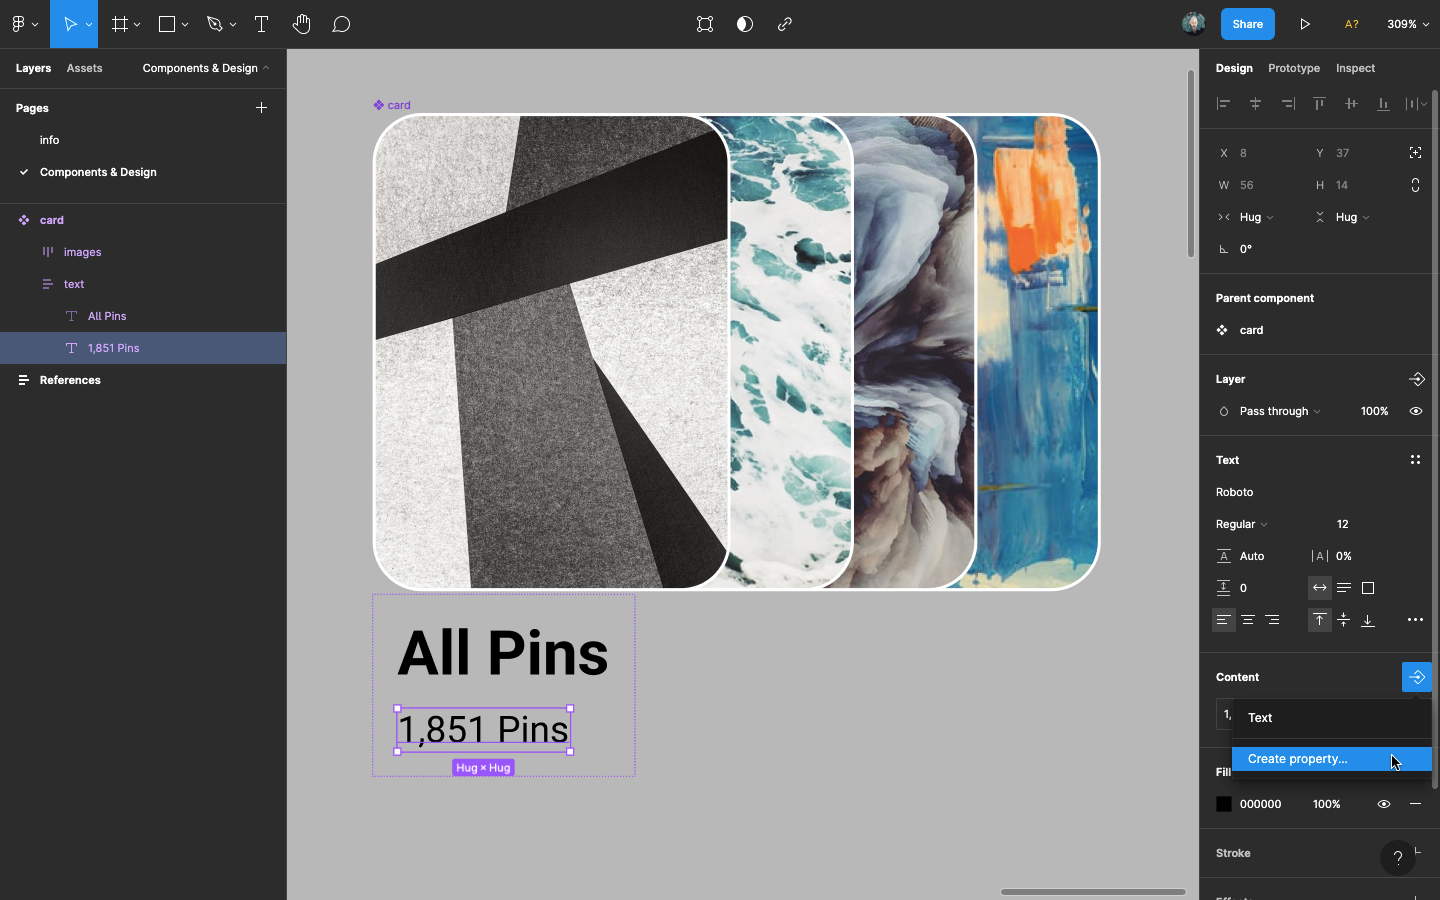 Share
A?
309%
Layers
Assets
Components & Design
Pages
info
Components & Design
card
images
text
All Pins
1,851 Pins
References
card
All Pins
1,851 Pins
Hug × Hug
Design
Prototype
Inspect
X 8
Y 37
W 56
H 14
Hug
Hug
0°
Parent component
card
Layer
Pass through
100%
Text
Roboto
Regular
12
A Auto
|A| 0%
0
Content
1,
Text
Create property...
Fill
000000
100%
Stroke
?